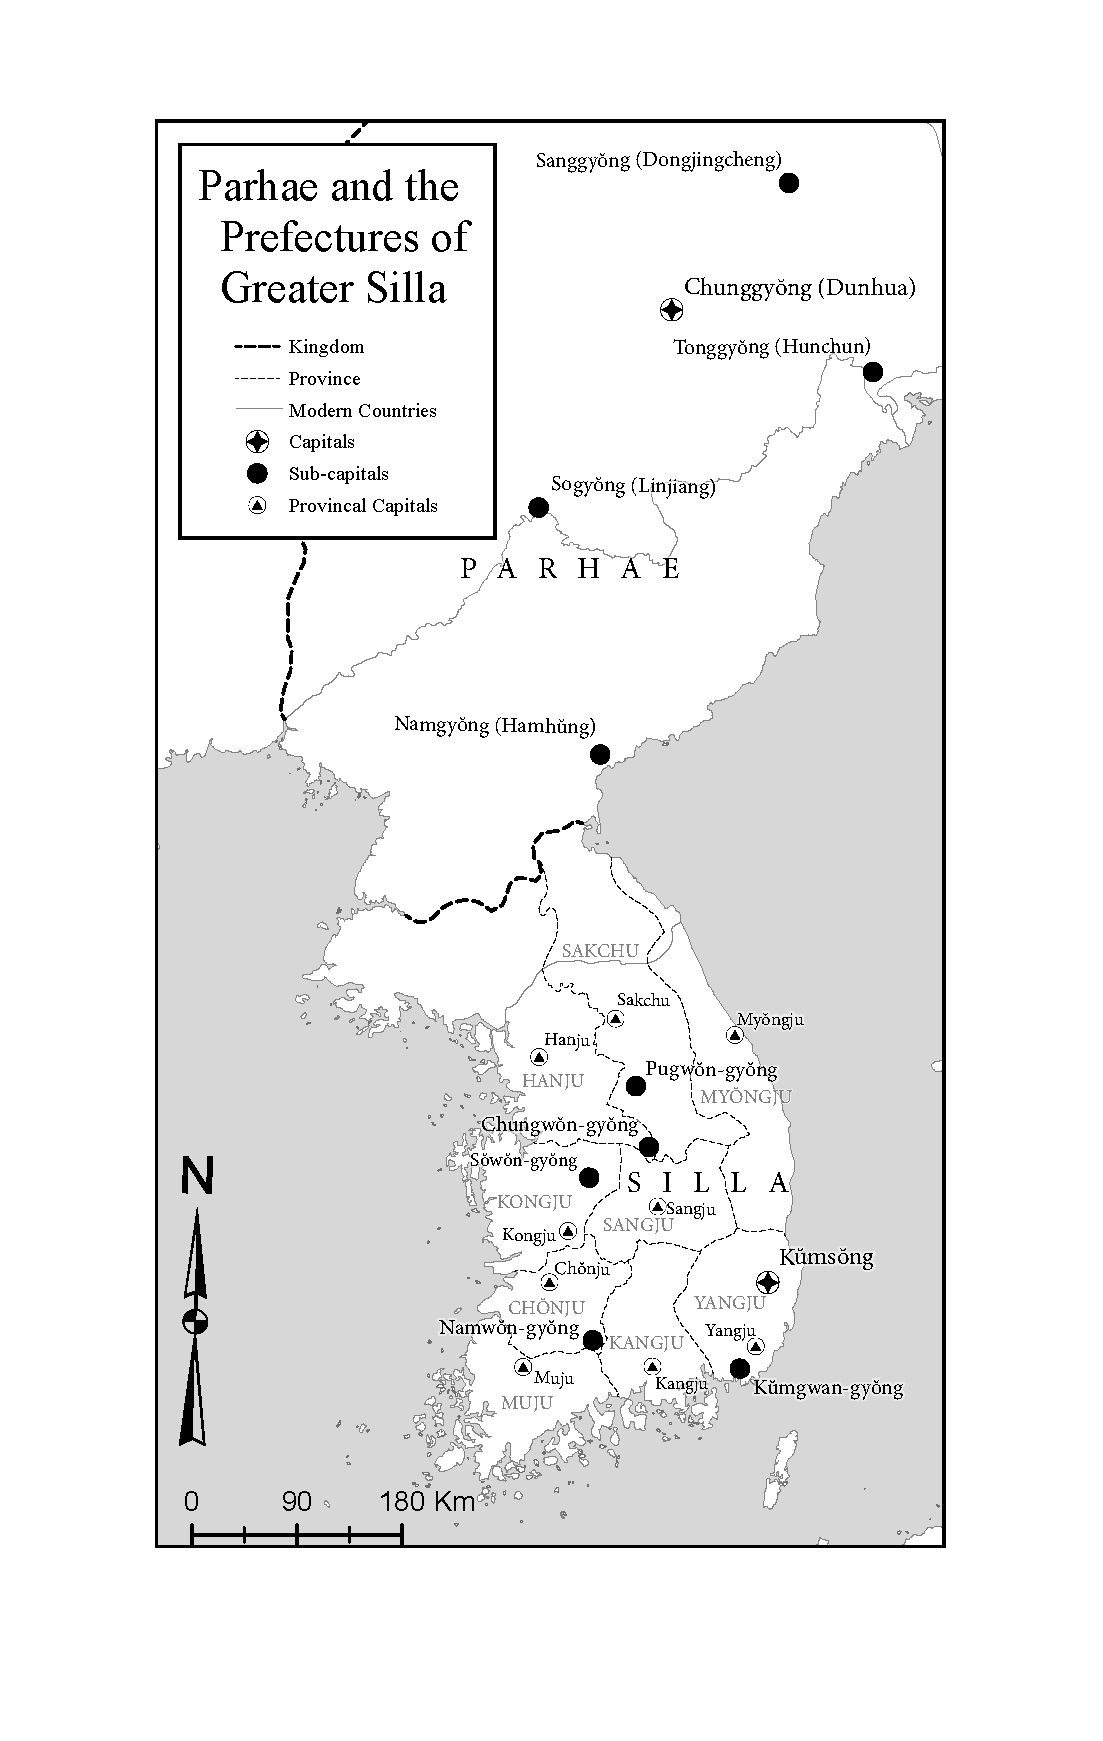 Parhae and the
Prefectures of
Greater Silla
Kingdom
Province
Modern Countries
Capitals
Sub-capitals
Provincal Capitals
Sanggyŏng (Dongjingcheng)
Chunggyŏng (Dunhua)
Tonggyŏng (Hunchun)
Sogyŏng (Linjiang)
PARHAE
Namgyŏng (Hamhŭng)
SAKCHU
Sakchu
Myŏngju
Hanju
HANJU
Pugwŏn-gyŏng
MYŎNGJU
Chungwŏn-gyŏng
Sŏwŏn-gyŏng
SILLA
KONGJU
Sangju
SANGJU
Kongju
Kŭmsŏng
Chŏnju
YANGJU
CHŎNJU
Namwŏn-gyŏng
Yangju
KANGJU
Muju
Kangju
Kŭmgwan-gyŏng
MUJU
N
0 90 180 Km